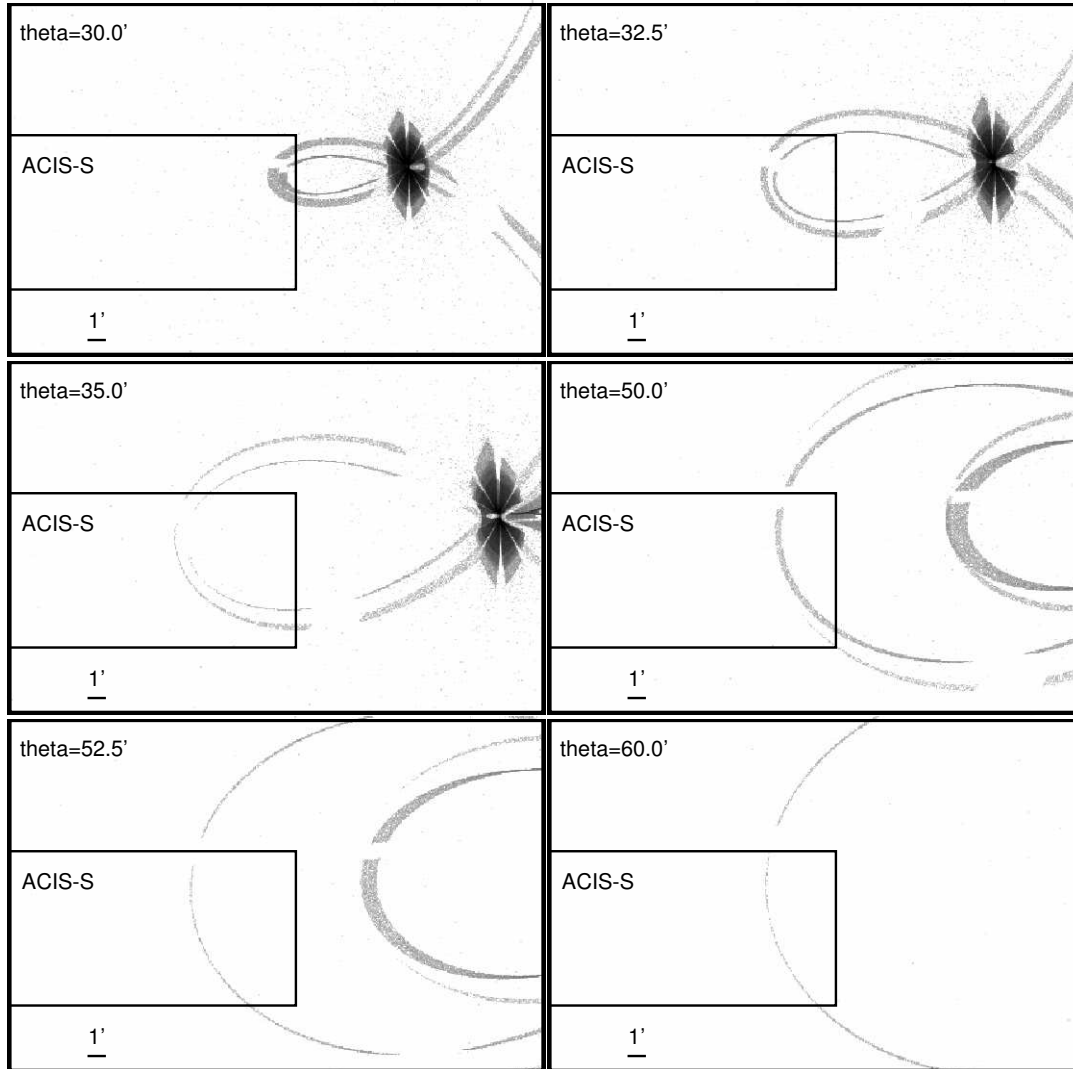 theta=30.0'
ACIS-S
1'
theta=32.5'
ACIS-S
1'
theta=35.0'
ACIS-S
1'
theta=50.0'
ACIS-S
1'
theta=52.5'
ACIS-S
1'
theta=60.0'
ACIS-S
1'